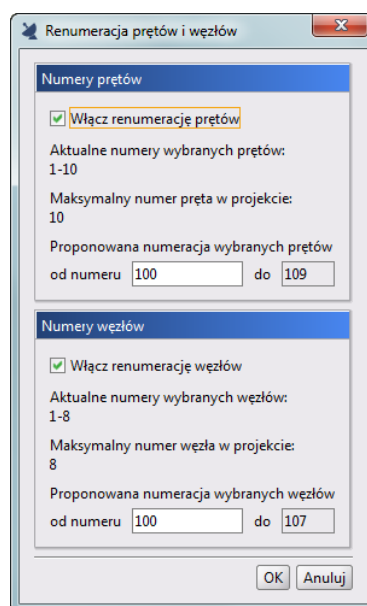 Renumeracja prętów i węzłów
Numery prętów
Włącz renumerację prętów
Aktualne numery wybranych prętów:
1-10
Maksymalny numer pręta w projekcie:
10
Proponowana numeracja wybranych prętów
od numeru 100 do 109
Numery węzłów
Włącz renumerację węzłów
Aktualne numery wybranych węzłów:
1-8
Maksymalny numer węzła w projekcie:
8
Proponowana numeracja wybranych węzłów
od numeru 100 do 107
OK Anuluj